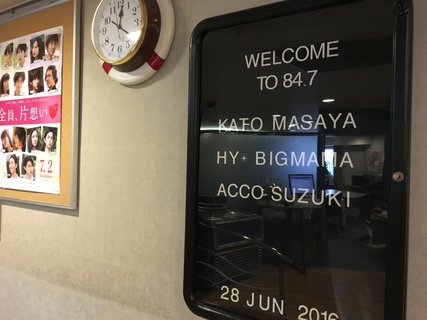 全員、片想い
7.2
WELCOME
TO 84.7
KATO MASAYA
HY+ BIGMAMA
ACCO SUZUKI
28 JUN 2016